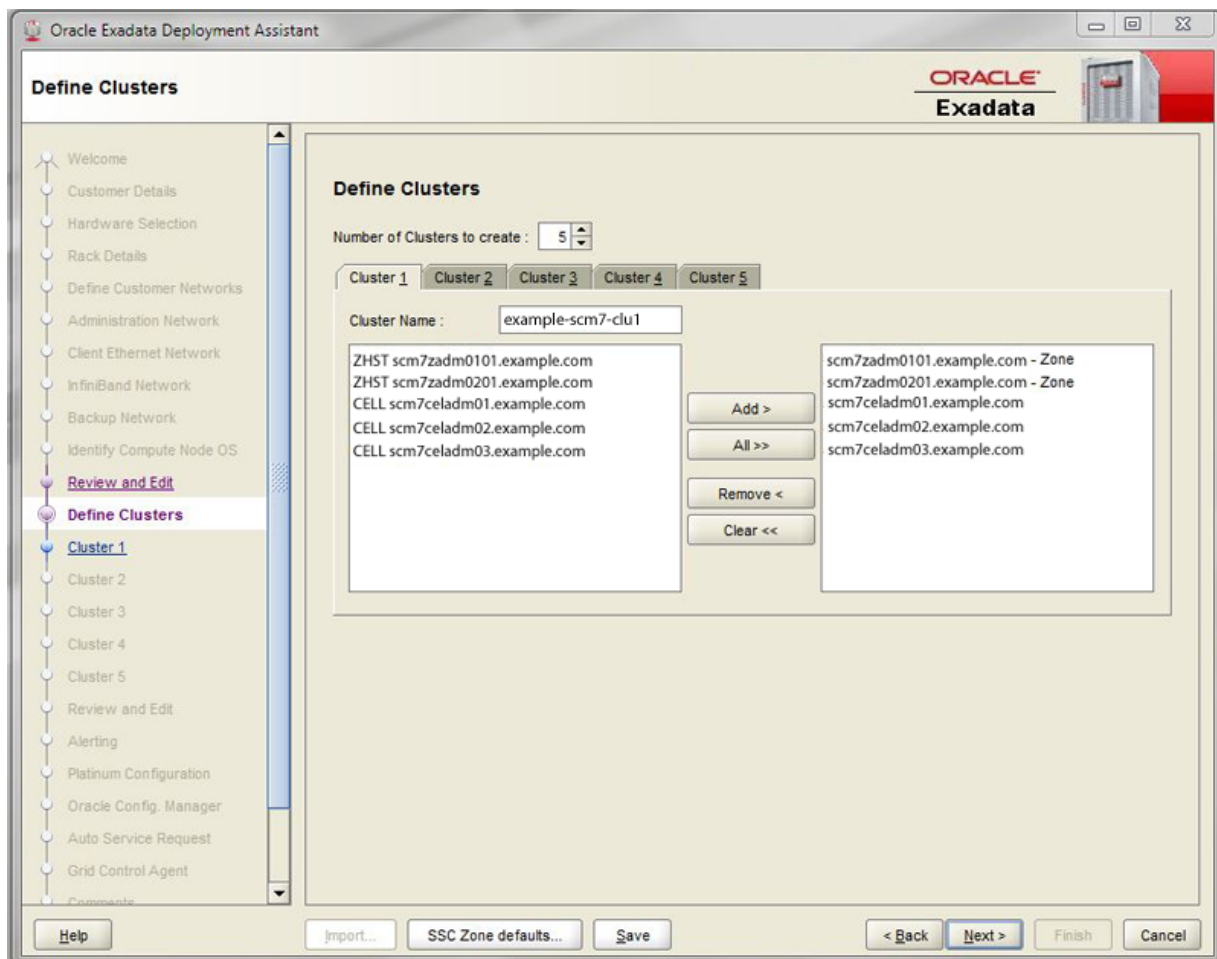 Oracle Exadata Deployment Assistant
Define Clusters
ORACLE
Exadata
Welcome
Customer Details
Hardware Selection
Rack Details
Define Customer Networks
Administration Network
Client Ethernet Network
InfiniBand Network
Backup Network
Identify Compute Node OS
Review and Edit
Define Clusters
Cluster 1
Cluster 2
Cluster 3
Cluster 4
Cluster 5
Review and Edit
Alerting
Platinum Configuration
Oracle Config. Manager
Auto Service Request
Grid Control Agent
Comments
Define Clusters
Number of Clusters to create : 5
Cluster 1 Cluster 2 Cluster 3 Cluster 4 Cluster 5
Cluster Name : example-scm7-clu1
ZHST scm7zadm0101.example.com
ZHST scm7zadm0201.example.com
CELL scm7celadm01.example.com
CELL scm7celadm02.example.com
CELL scm7celadm03.example.com
Add >
All >>
Remove <
Clear <<
scm7zadm0101.example.com - Zone
scm7zadm0201.example.com - Zone
scm7celadm01.example.com
scm7celadm02.example.com
scm7celadm03.example.com
Help Import... SSC Zone defaults... Save < Back Next > Finish Cancel